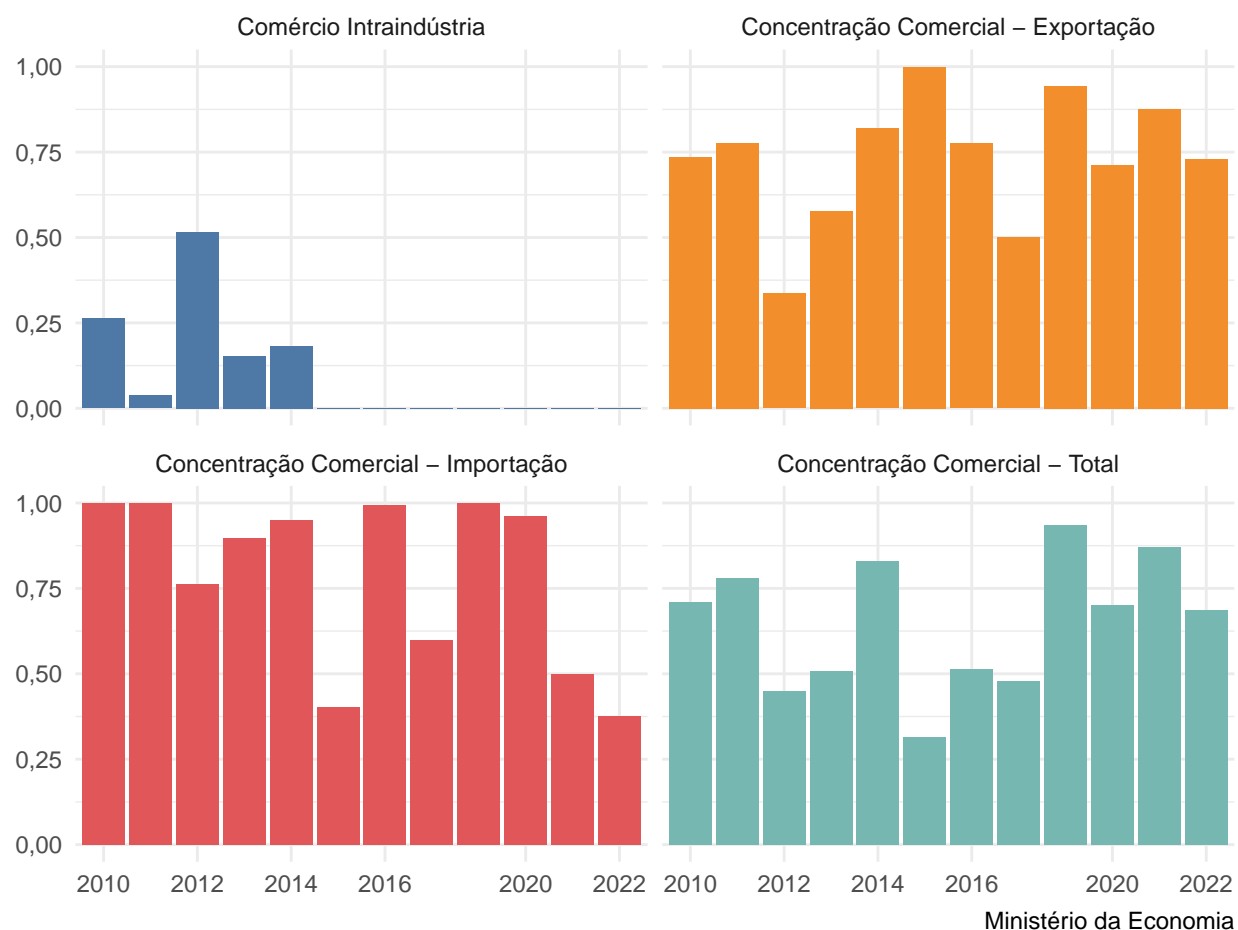 Comércio Intraindústria
Concentração Comercial – Exportação
1,00
0,75
0,50
0,25
0,00
Concentração Comercial – Importação
Concentração Comercial – Total
1,00
0,75
0,50
0,25
0,00
2010 2012 2014 2016 2020 2022
2010 2012 2014 2016 2020 2022
Ministério da Economia